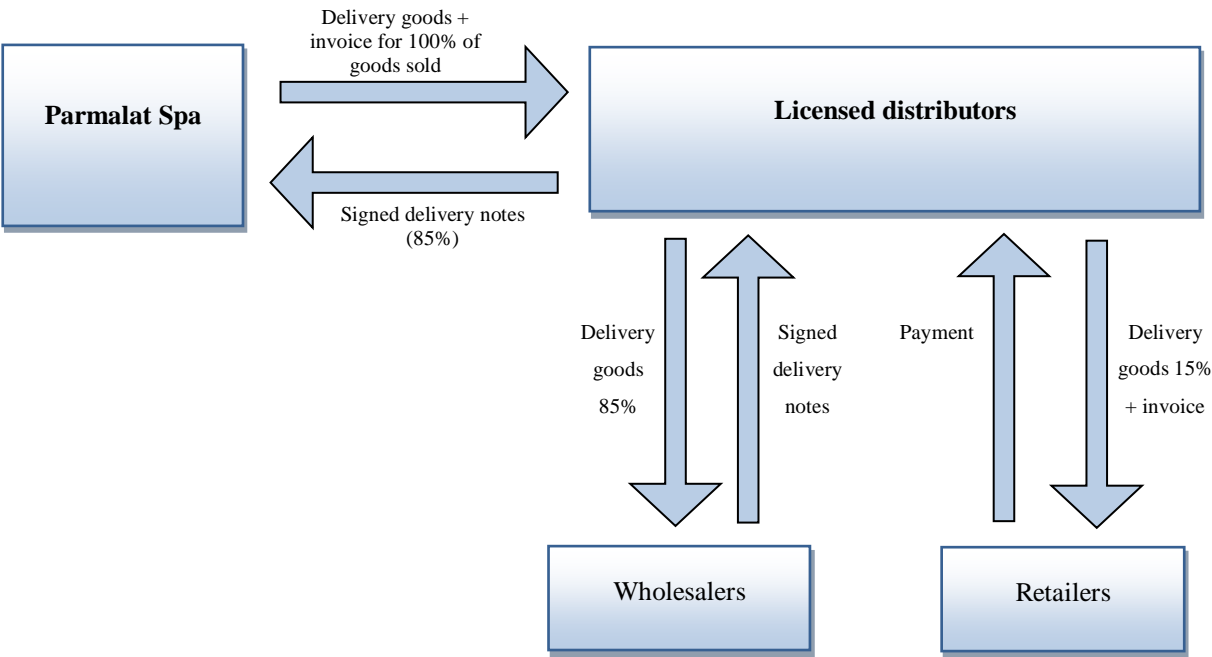 Delivery goods +
invoice for 100% of
goods sold
Parmalat Spa
Licensed distributors
Signed delivery notes
(85%)
Delivery
goods
85%
Signed
delivery
notes
Payment
Delivery
goods 15%
+ invoice
Wholesalers
Retailers